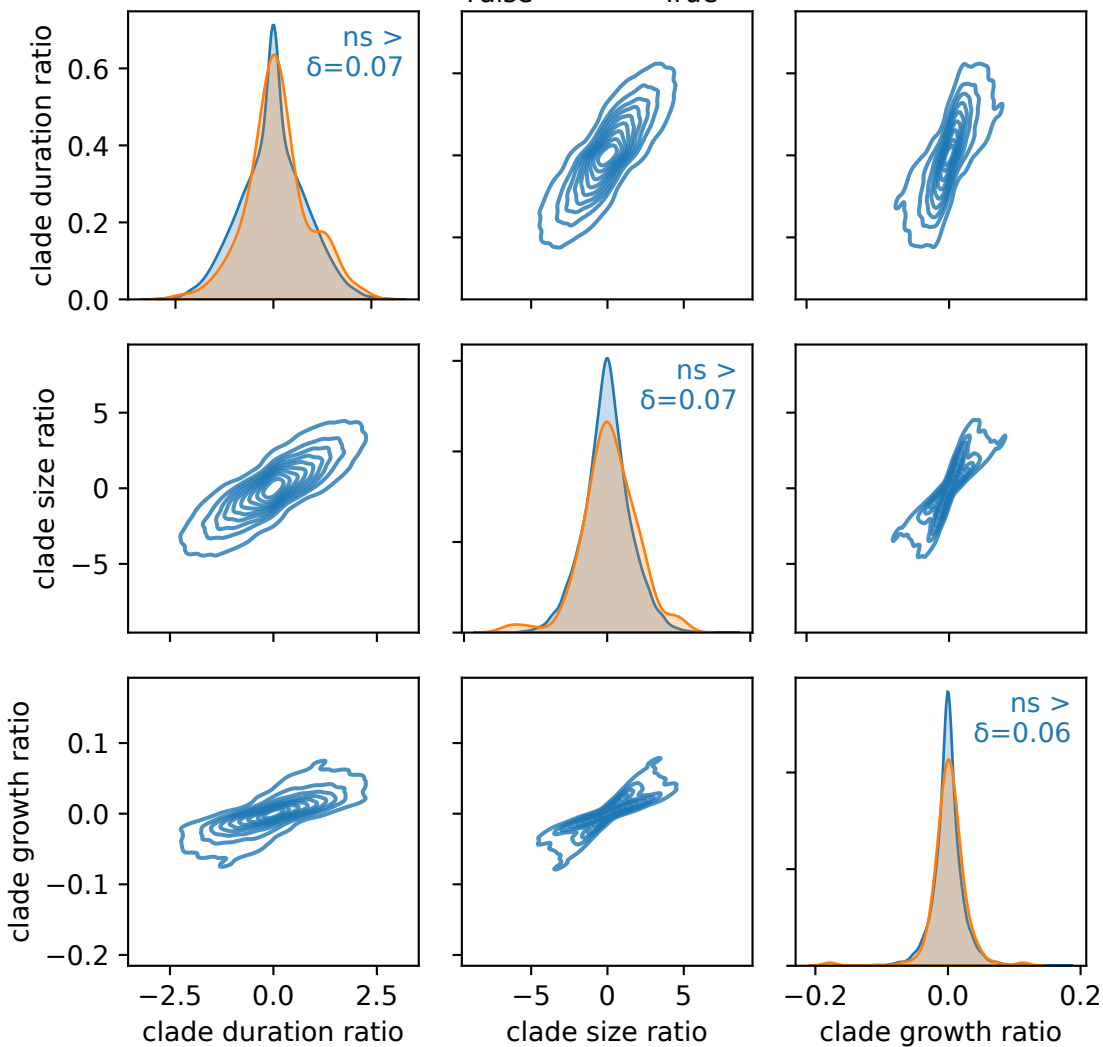 True
clade duration ratio
0.6
0.4
0.2
0.0
ns >
δ=0.07
clade size ratio
5
0
−5
ns >
δ=0.07
clade growth ratio
0.1
0.0
−0.1
−0.2
ns >
δ=0.06
−2.5 0.0 2.5
−5 0 5
−0.2 0.0 0.2
clade duration ratio
clade size ratio
clade growth ratio